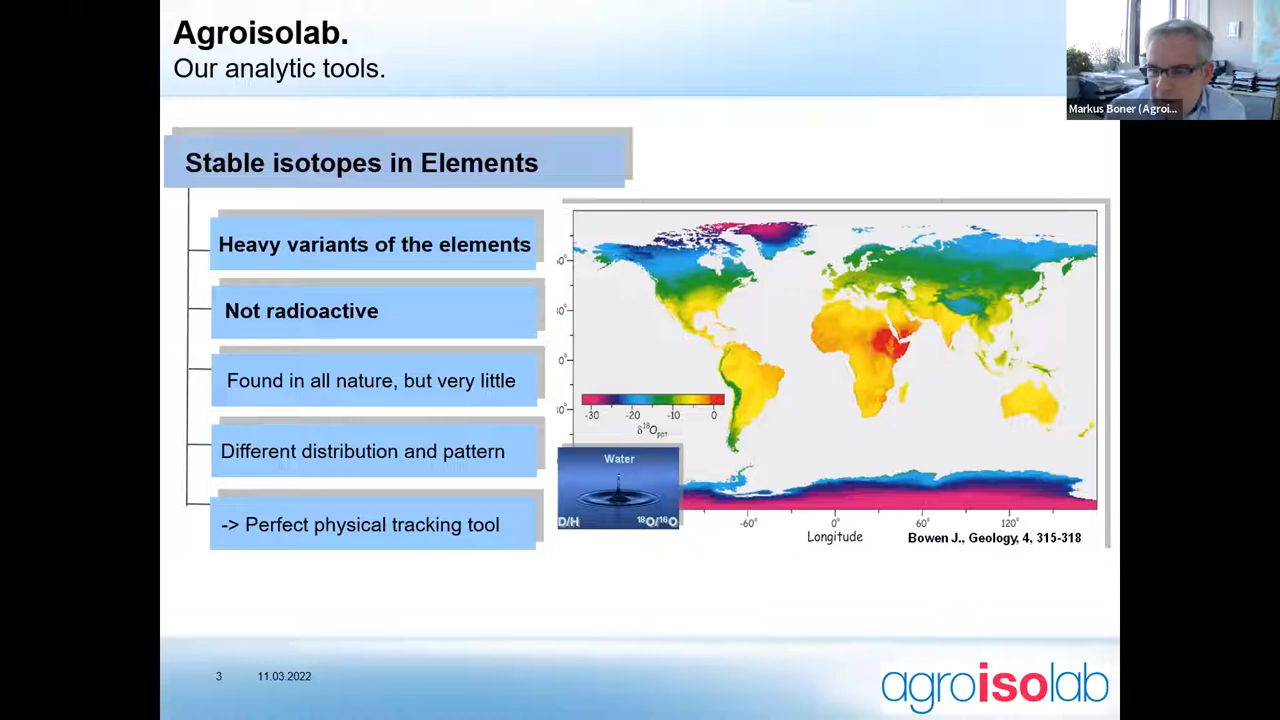 Agroisolab.
Our analytic tools.
Markus Boner (Agroi...
Stable isotopes in Elements
Heavy variants of the elements
Not radioactive
Found in all nature, but very little
Different distribution and pattern
-> Perfect physical tracking tool
-30 -20 -10 0
δ¹⁸Oₚₚₜ
Water
D/H ¹⁸O/¹⁶O
-60° 0° 60° 120°
Longitude
Bowen J., Geology, 4, 315-318
3 11.03.2022
agroisolab